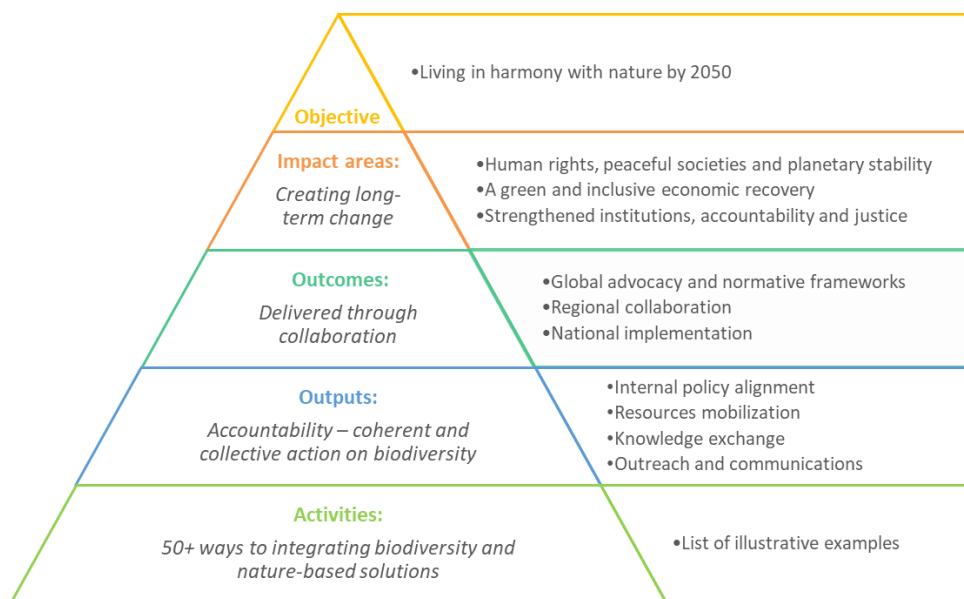 •Living in harmony with nature by 2050
Objective
Impact areas:
Creating long-
term change
•Human rights, peaceful societies and planetary stability
•A green and inclusive economic recovery
•Strengthened institutions, accountability and justice
Outcomes:
Delivered through
collaboration
•Global advocacy and normative frameworks
•Regional collaboration
•National implementation
Outputs:
Accountability – coherent and
collective action on biodiversity
•Internal policy alignment
•Resources mobilization
•Knowledge exchange
•Outreach and communications
Activities:
50+ ways to integrating biodiversity and
nature-based solutions
•List of illustrative examples